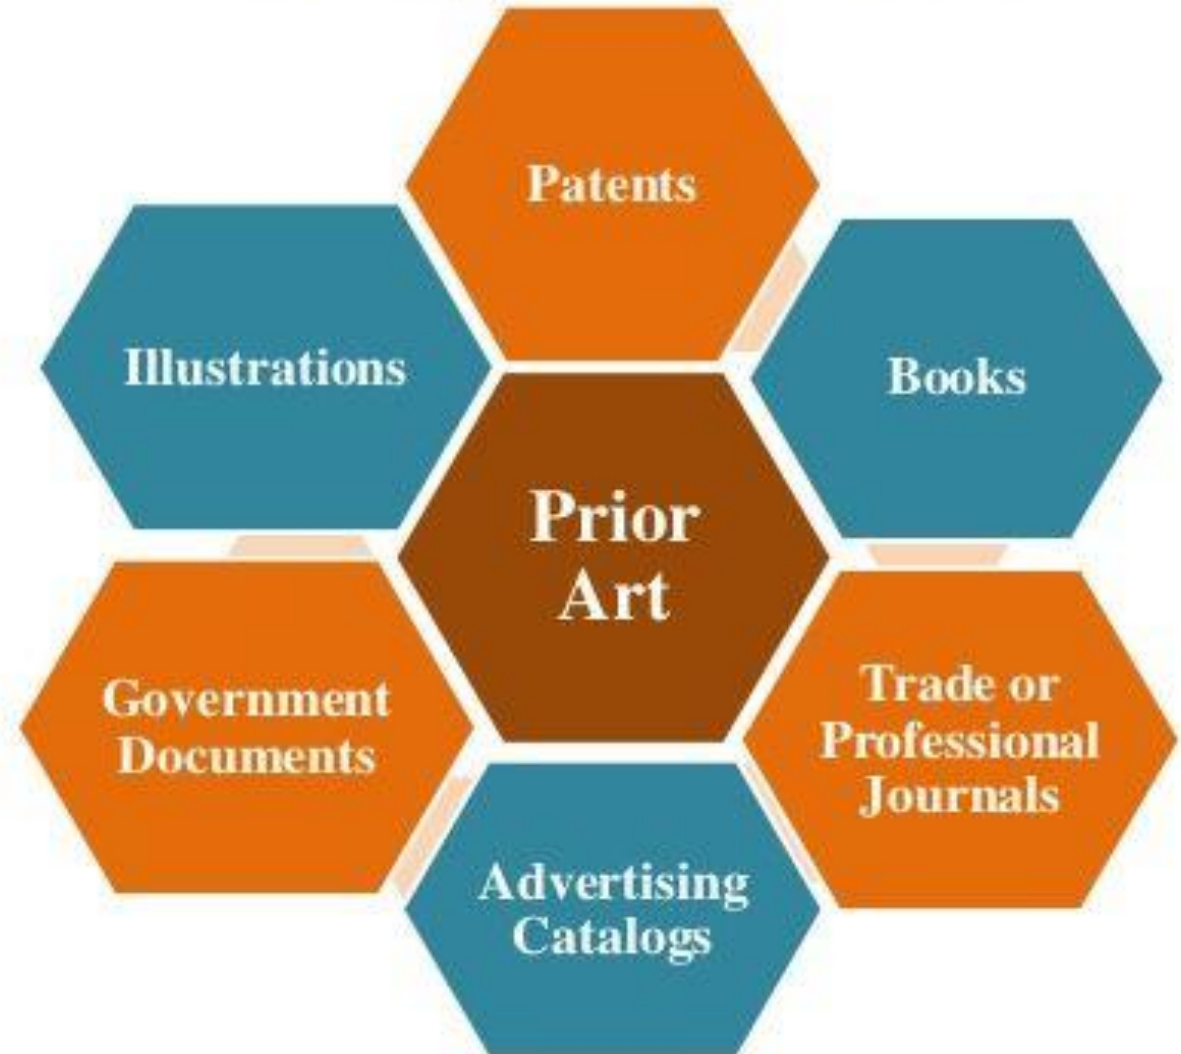 Patents
Illustrations
Books
Prior
Art
Government
Documents
Trade or
Professional
Journals
Advertising
Catalogs